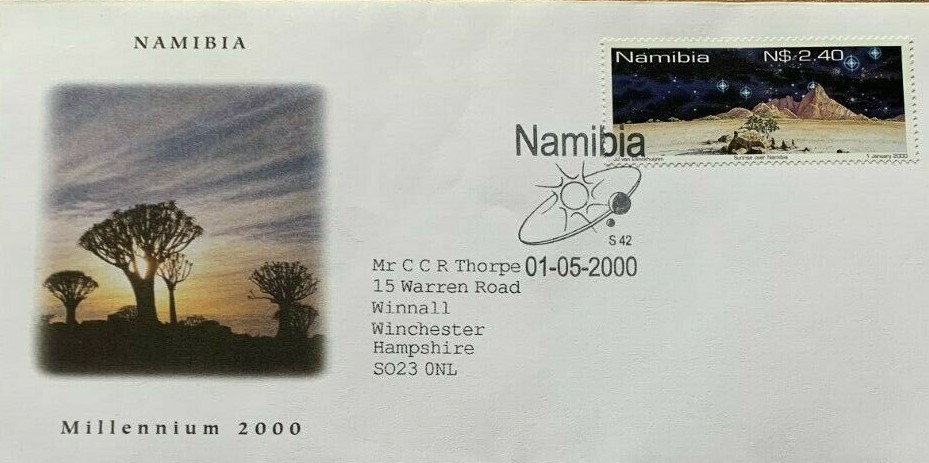 NAMIBIA
Millennium 2000
Namibia N$ 2.40
Sunrise over Namibia
1 January 2000
Namibia
S 42
01-05-2000
Mr C C R Thorpe
15 Warren Road
Winnall
Winchester
Hampshire
SO23 0NL